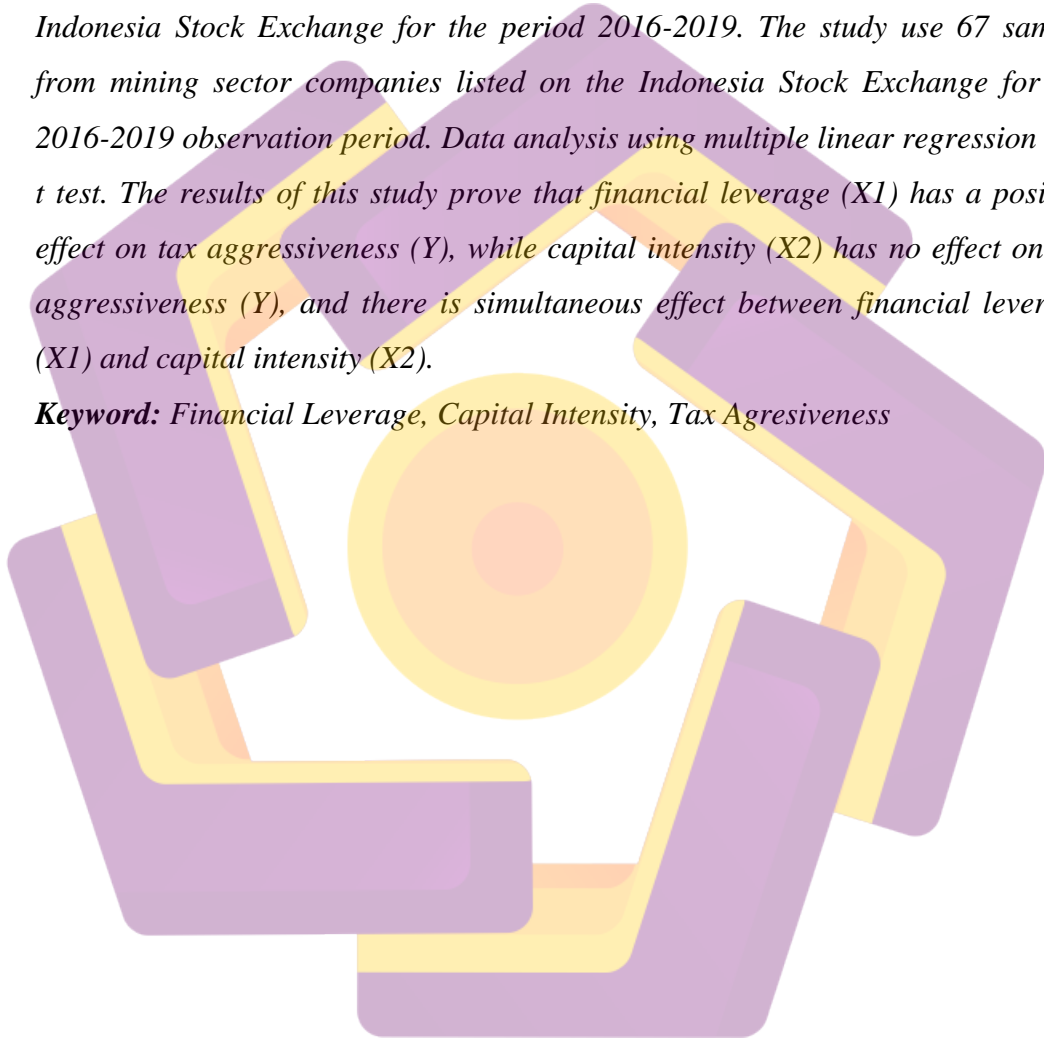 Indonesia Stock Exchange for the period 2016-2019. The study use 67 sam
from mining sector companies listed on the Indonesia Stock Exchange for
2016-2019 observation period. Data analysis using multiple linear regression
t test. The results of this study prove that financial leverage (X1) has a posi
effect on tax aggressiveness (Y), while capital intensity (X2) has no effect on
aggressiveness (Y), and there is simultaneous effect between financial lever
(X1) and capital intensity (X2).
Keyword: Financial Leverage, Capital Intensity, Tax Agresiveness